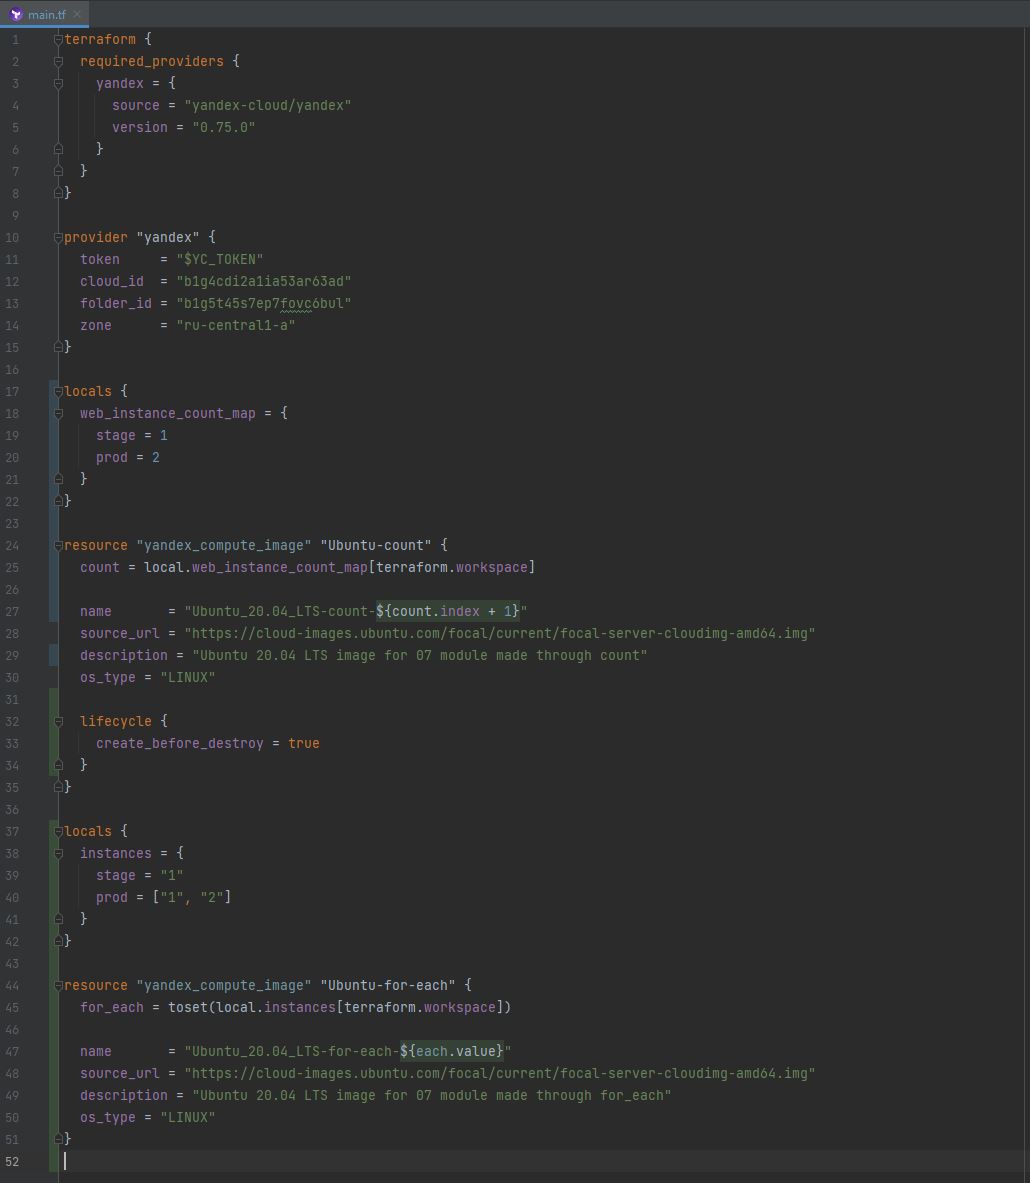 main.tf
1 terraform {
2   required_providers {
3     yandex = {
4       source = "yandex-cloud/yandex"
5       version = "0.75.0"
6     }
7   }
8 }
9
10 provider "yandex" {
11   token     = "$YC_TOKEN"
12   cloud_id  = "b1g4cdi2a1ia53ar63ad"
13   folder_id = "b1g5t45s7ep7fovc6bul"
14   zone      = "ru-central1-a"
15 }
16
17 locals {
18   web_instance_count_map = {
19     stage = 1
20     prod = 2
21   }
22 }
23
24 resource "yandex_compute_image" "Ubuntu-count" {
25   count = local.web_instance_count_map[terraform.workspace]
26
27   name       = "Ubuntu_20.04_LTS-count-${count.index + 1}"
28   source_url = "https://cloud-images.ubuntu.com/focal/current/focal-server-cloudimg-amd64.img"
29   description = "Ubuntu 20.04 LTS image for 07 module made through count"
30   os_type = "LINUX"
31
32   lifecycle {
33     create_before_destroy = true
34   }
35 }
36
37 locals {
38   instances = {
39     stage = "1"
40     prod = ["1", "2"]
41   }
42 }
43
44 resource "yandex_compute_image" "Ubuntu-for-each" {
45   for_each = toset(local.instances[terraform.workspace])
46
47   name       = "Ubuntu_20.04_LTS-for-each-${each.value}"
48   source_url = "https://cloud-images.ubuntu.com/focal/current/focal-server-cloudimg-amd64.img"
49   description = "Ubuntu 20.04 LTS image for 07 module made through for_each"
50   os_type = "LINUX"
51 }
52